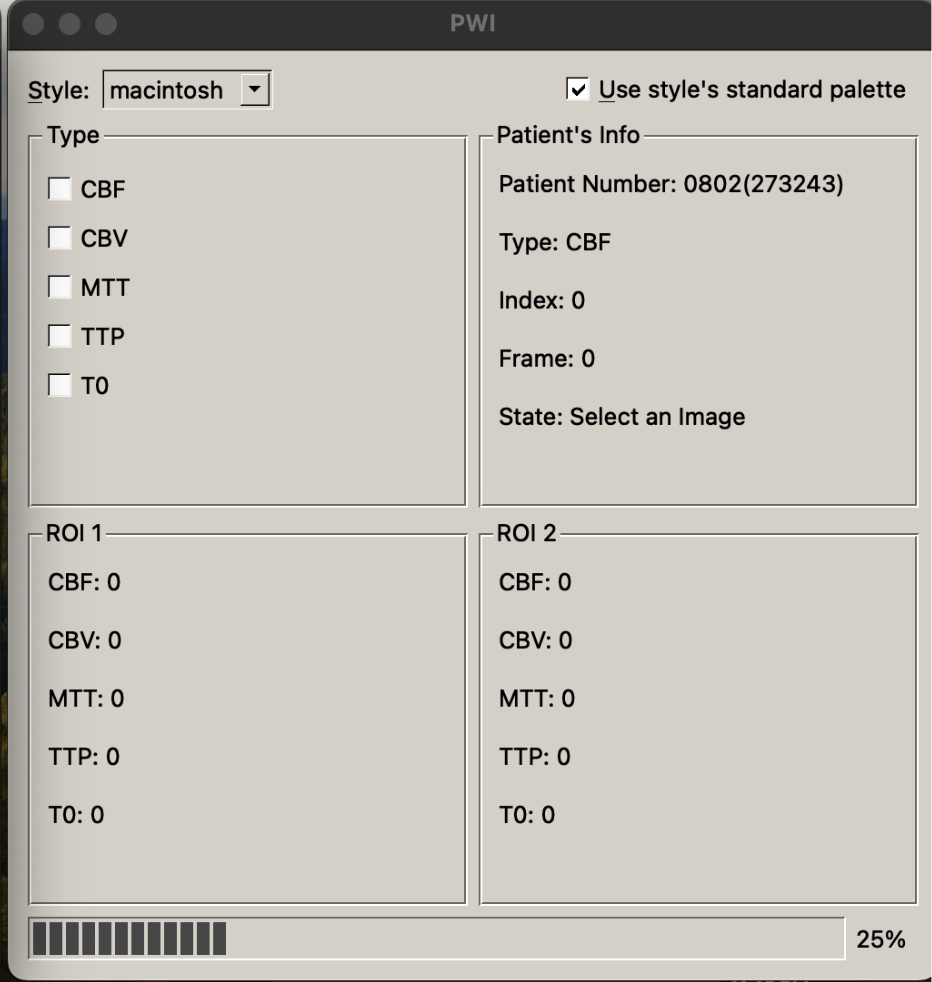 PWI
Style: macintosh
Use style's standard palette
Type
CBF
CBV
MTT
TTP
T0
Patient's Info
Patient Number: 0802(273243)
Type: CBF
Index: 0
Frame: 0
State: Select an Image
ROI 1
CBF: 0
CBV: 0
MTT: 0
TTP: 0
T0: 0
ROI 2
CBF: 0
CBV: 0
MTT: 0
TTP: 0
T0: 0
25%